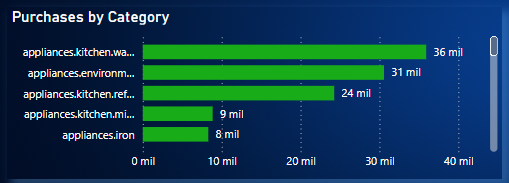 Purchases by Category
appliances.kitchen.wa... 36 mil
appliances.environm... 31 mil
appliances.kitchen.ref... 24 mil
appliances.kitchen.mi... 9 mil
appliances.iron 8 mil
0 mil 10 mil 20 mil 30 mil 40 mil